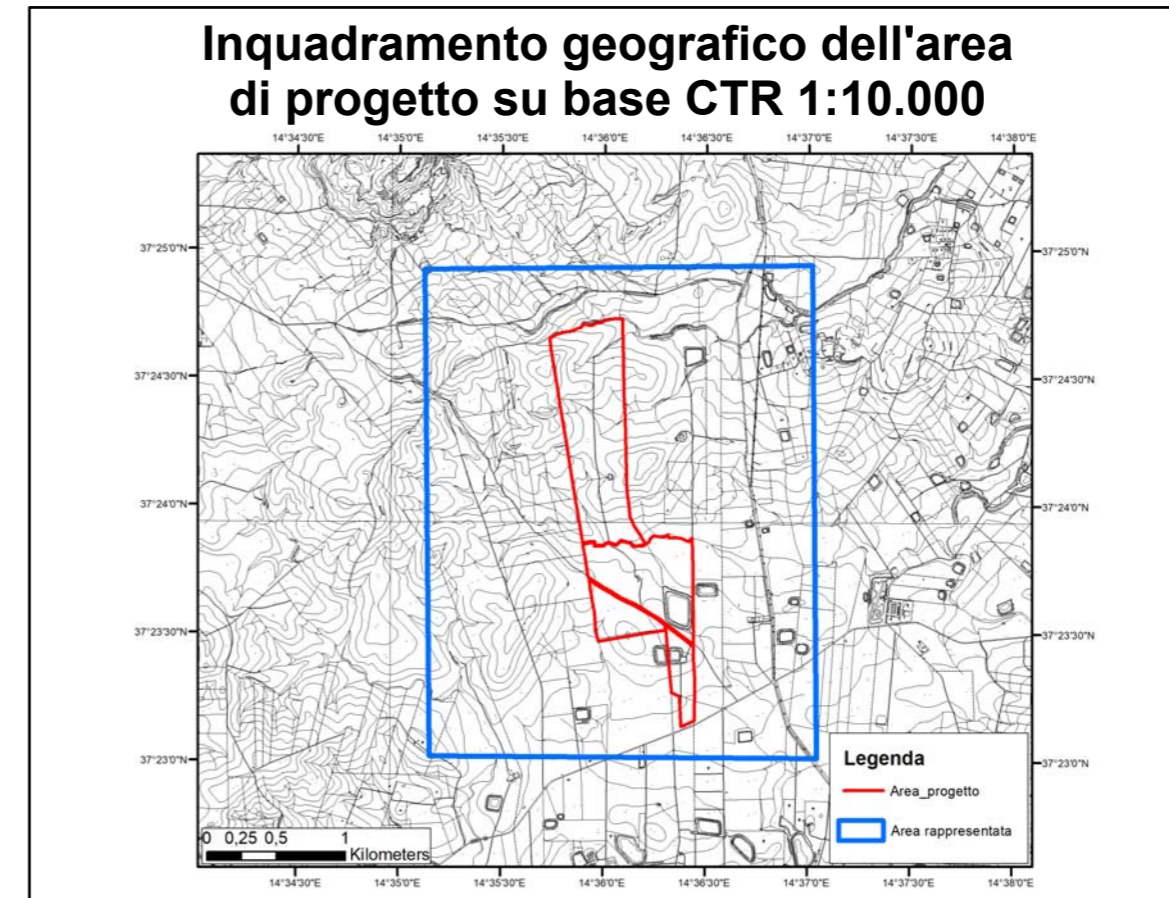 Inquadramento geografico dell'area
di progetto su base CTR 1:10.000
14°34'30"E 14°35'0"E 14°35'30"E 14°36'0"E 14°36'30"E 14°37'0"E 14°37'30"E 14°38'0"E
37°25'0"N 37°25'0"N
37°24'30"N 37°24'30"N
37°24'0"N 37°24'0"N
37°23'30"N 37°23'30"N
37°23'0"N 37°23'0"N
Legenda
Area_progetto
Area rappresentata
0 0,25 0,5 1
Kilometers
14°34'30"E 14°35'0"E 14°35'30"E 14°36'0"E 14°36'30"E 14°37'0"E 14°37'30"E 14°38'0"E